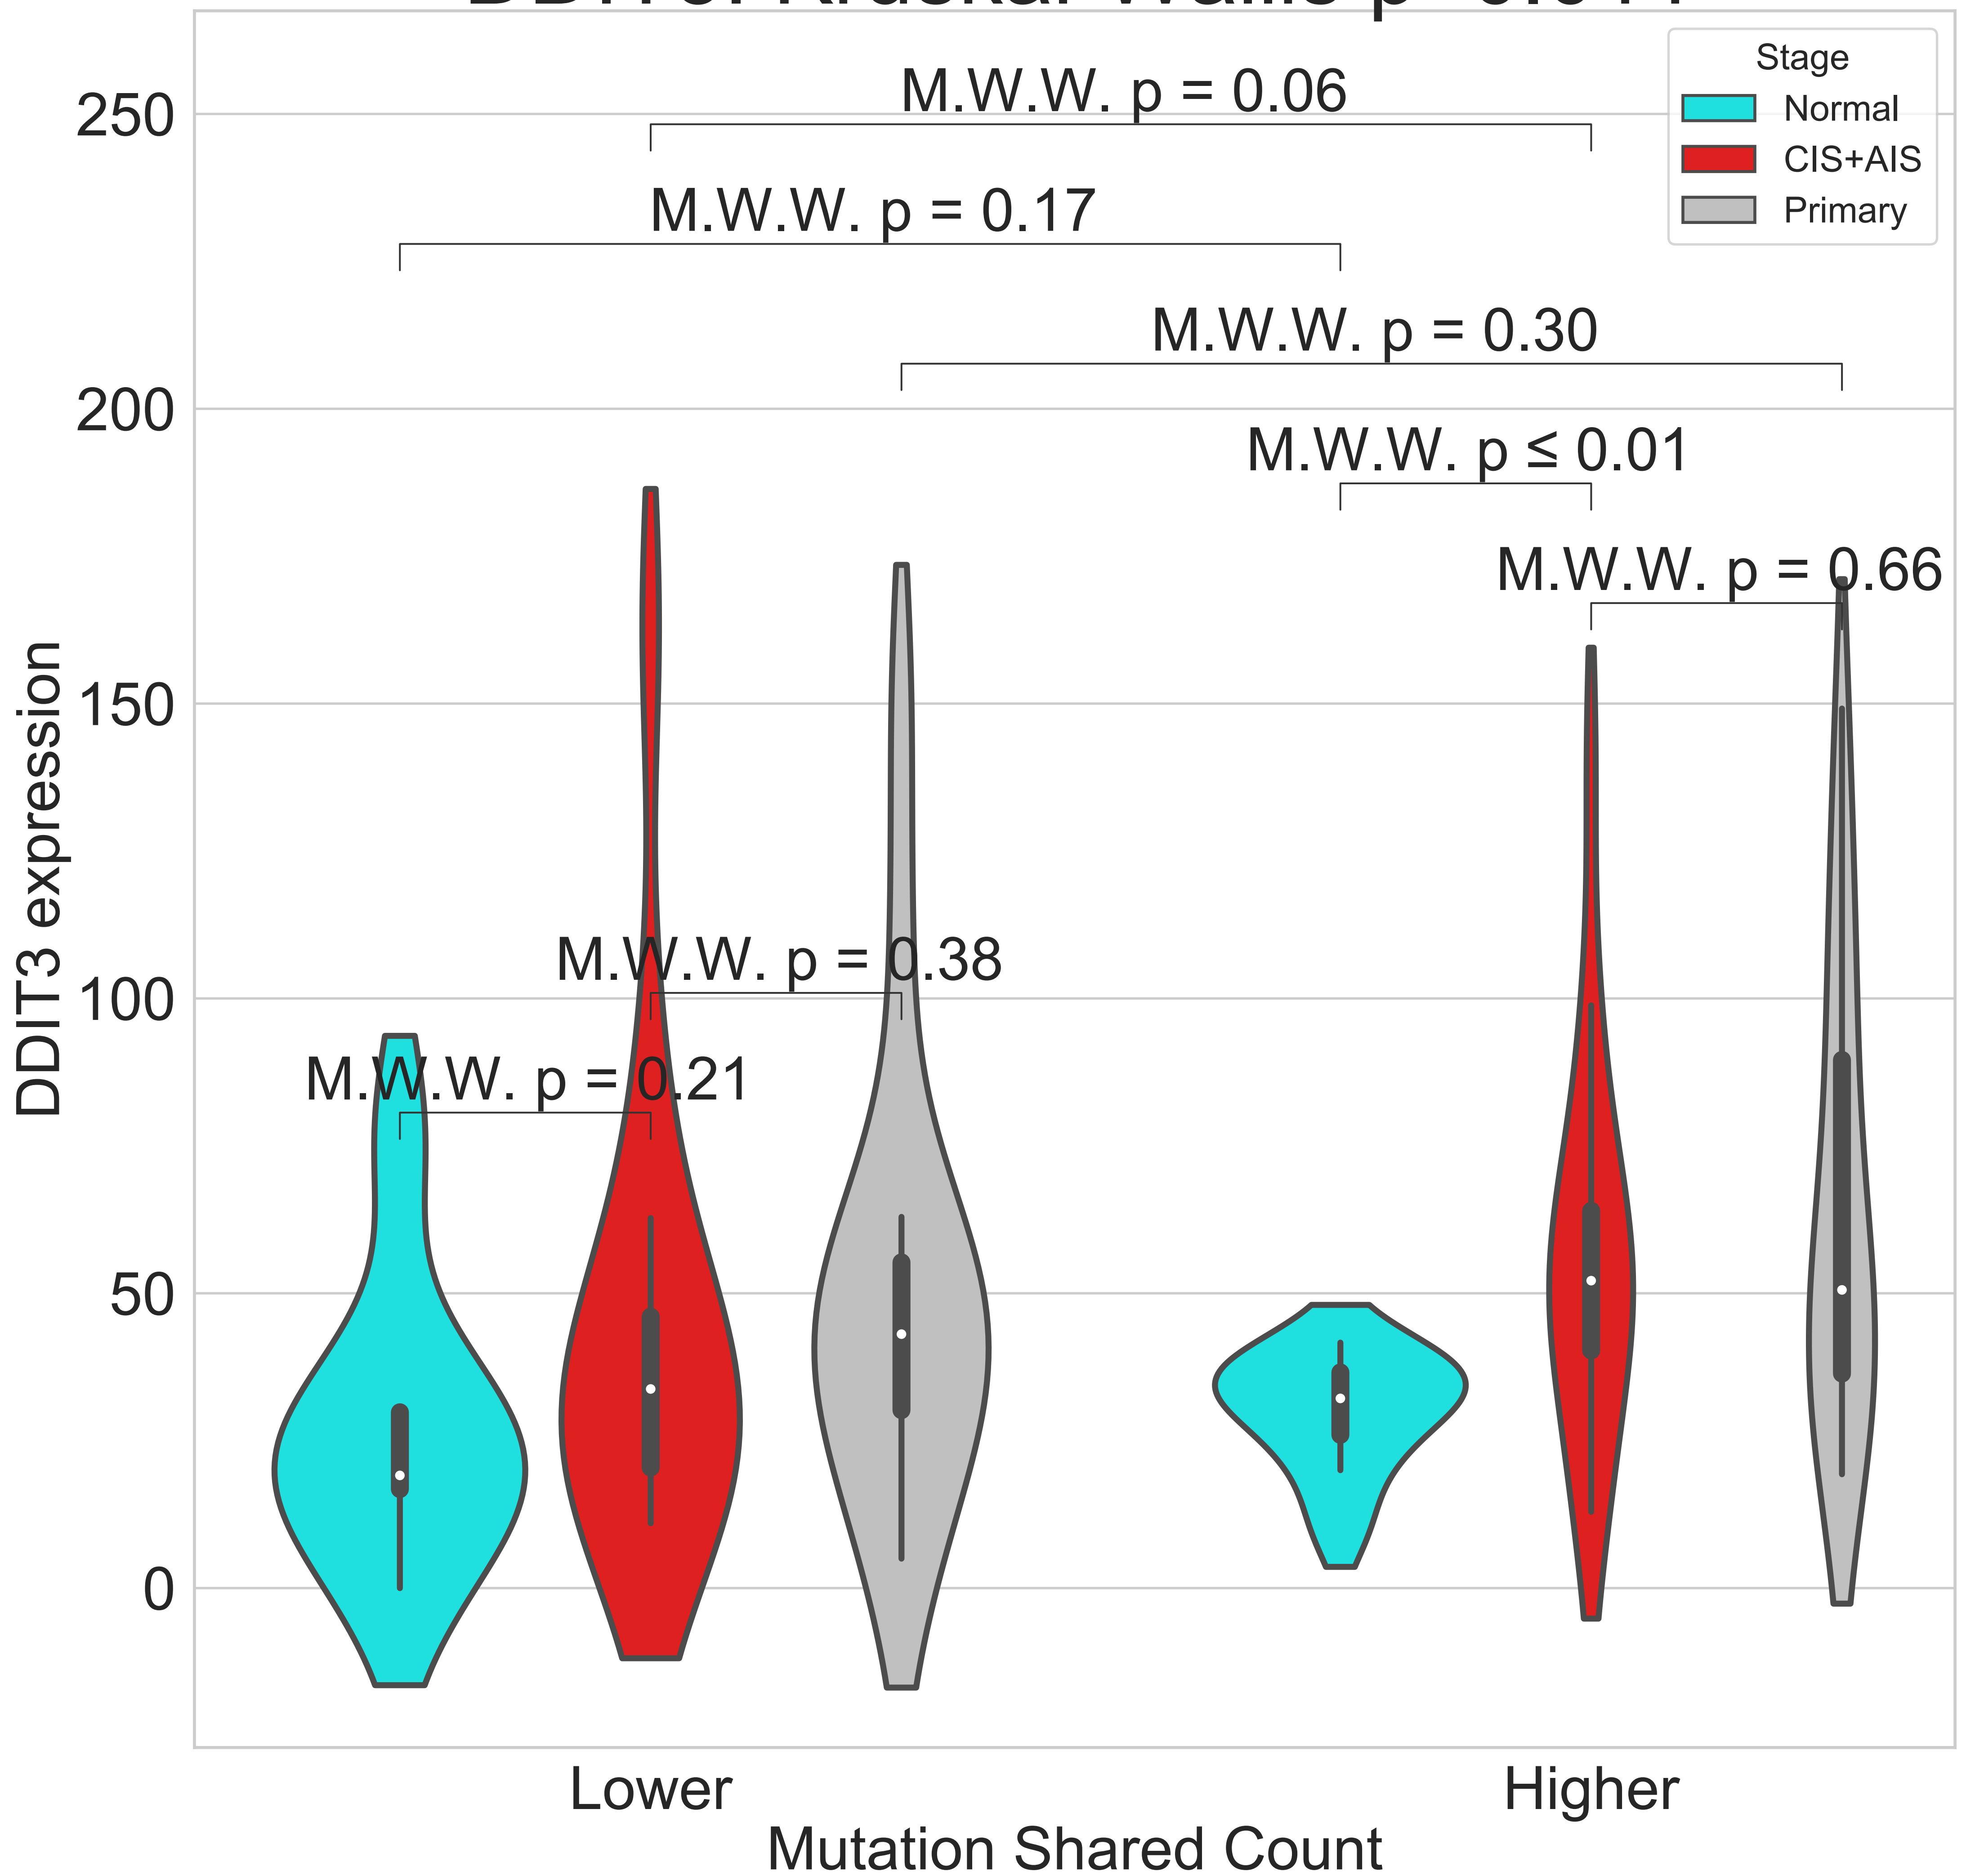 Stage
Normal
CIS+AIS
Primary
M.W.W. p = 0.06
M.W.W. p = 0.17
M.W.W. p = 0.30
M.W.W. p ≤ 0.01
M.W.W. p = 0.66
M.W.W. p = 0.38
M.W.W. p = 0.21
250
200
150
100
50
0
DDIT3 expression
Lower
Higher
Mutation Shared Count